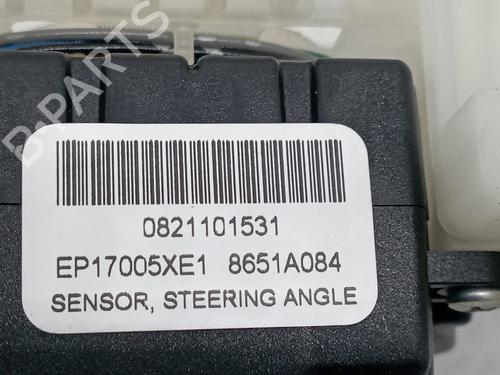 B-PARTS
0821101531
EP17005XE1 8651A084
SENSOR, STEERING ANGLE